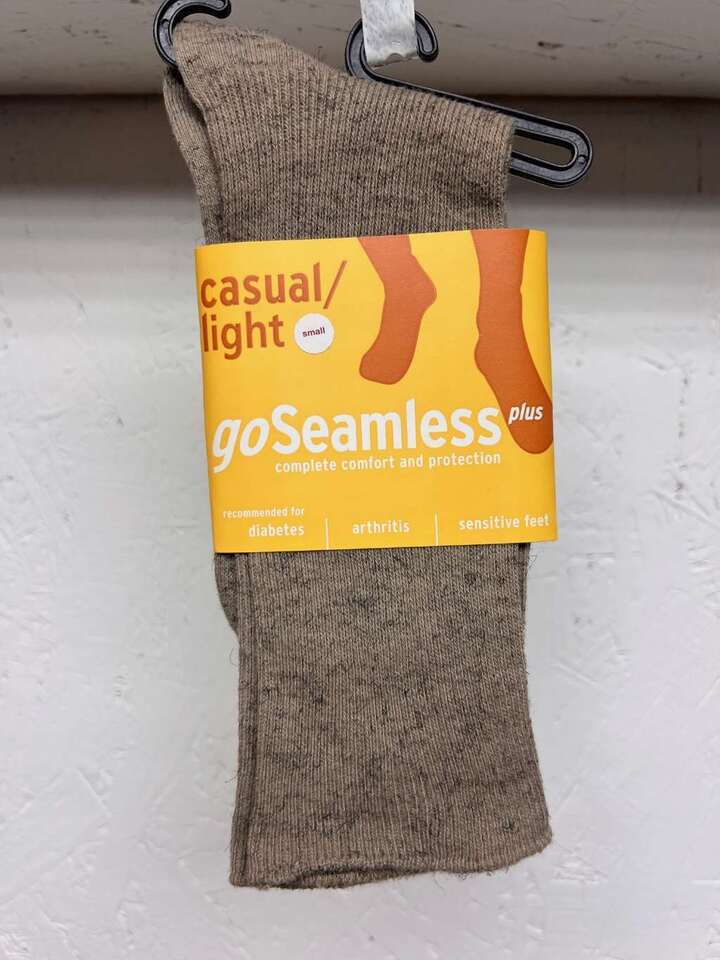 casual/
light
small
goSeamless plus
complete comfort and protection
recommended for
diabetes | arthritis | sensitive feet